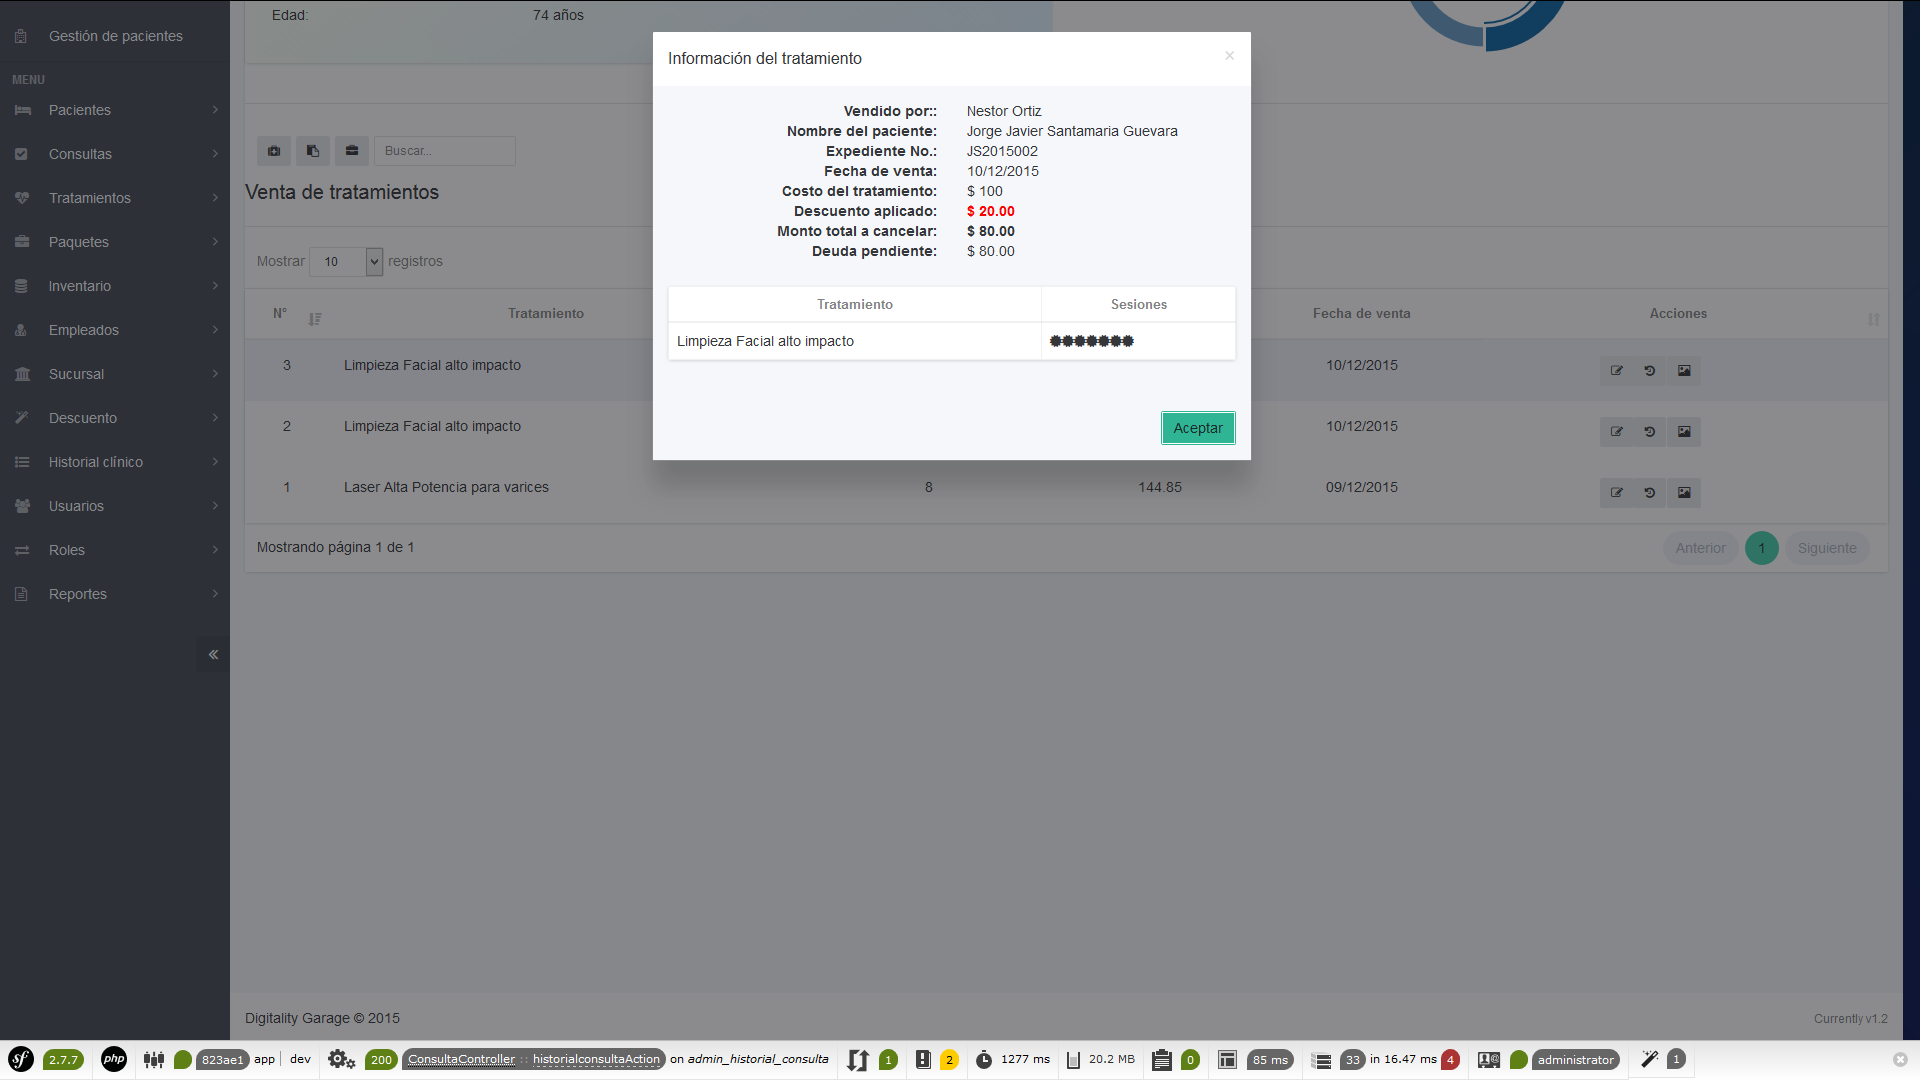 Edad: 74 años
Gestión de pacientes
MENU
Pacientes
Consultas
Tratamientos
Paquetes
Inventario
Empleados
Sucursal
Descuento
Historial clínico
Usuarios
Roles
Reportes
Buscar...
Venta de tratamientos
Mostrar 10 registros
N° Tratamiento Fecha de venta Acciones
3 Limpieza Facial alto impacto 10/12/2015
2 Limpieza Facial alto impacto 10/12/2015
1 Laser Alta Potencia para varices 8 144.85 09/12/2015
Mostrando página 1 de 1
Anterior 1 Siguiente
Información del tratamiento ×
Vendido por:: Nestor Ortiz
Nombre del paciente: Jorge Javier Santamaria Guevara
Expediente No.: JS2015002
Fecha de venta: 10/12/2015
Costo del tratamiento: $ 100
Descuento aplicado: $ 20.00
Monto total a cancelar: $ 80.00
Deuda pendiente: $ 80.00
Tratamiento Sesiones
Limpieza Facial alto impacto
Aceptar
Digitality Garage © 2015
Currently v1.2
sf 2.7.7 php 823ae1 app dev 200 ConsultaController :: historialconsultaAction on admin_historial_consulta 1 2 1277 ms 20.2 MB 0 85 ms 33 in 16.47 ms 4 administrator 1